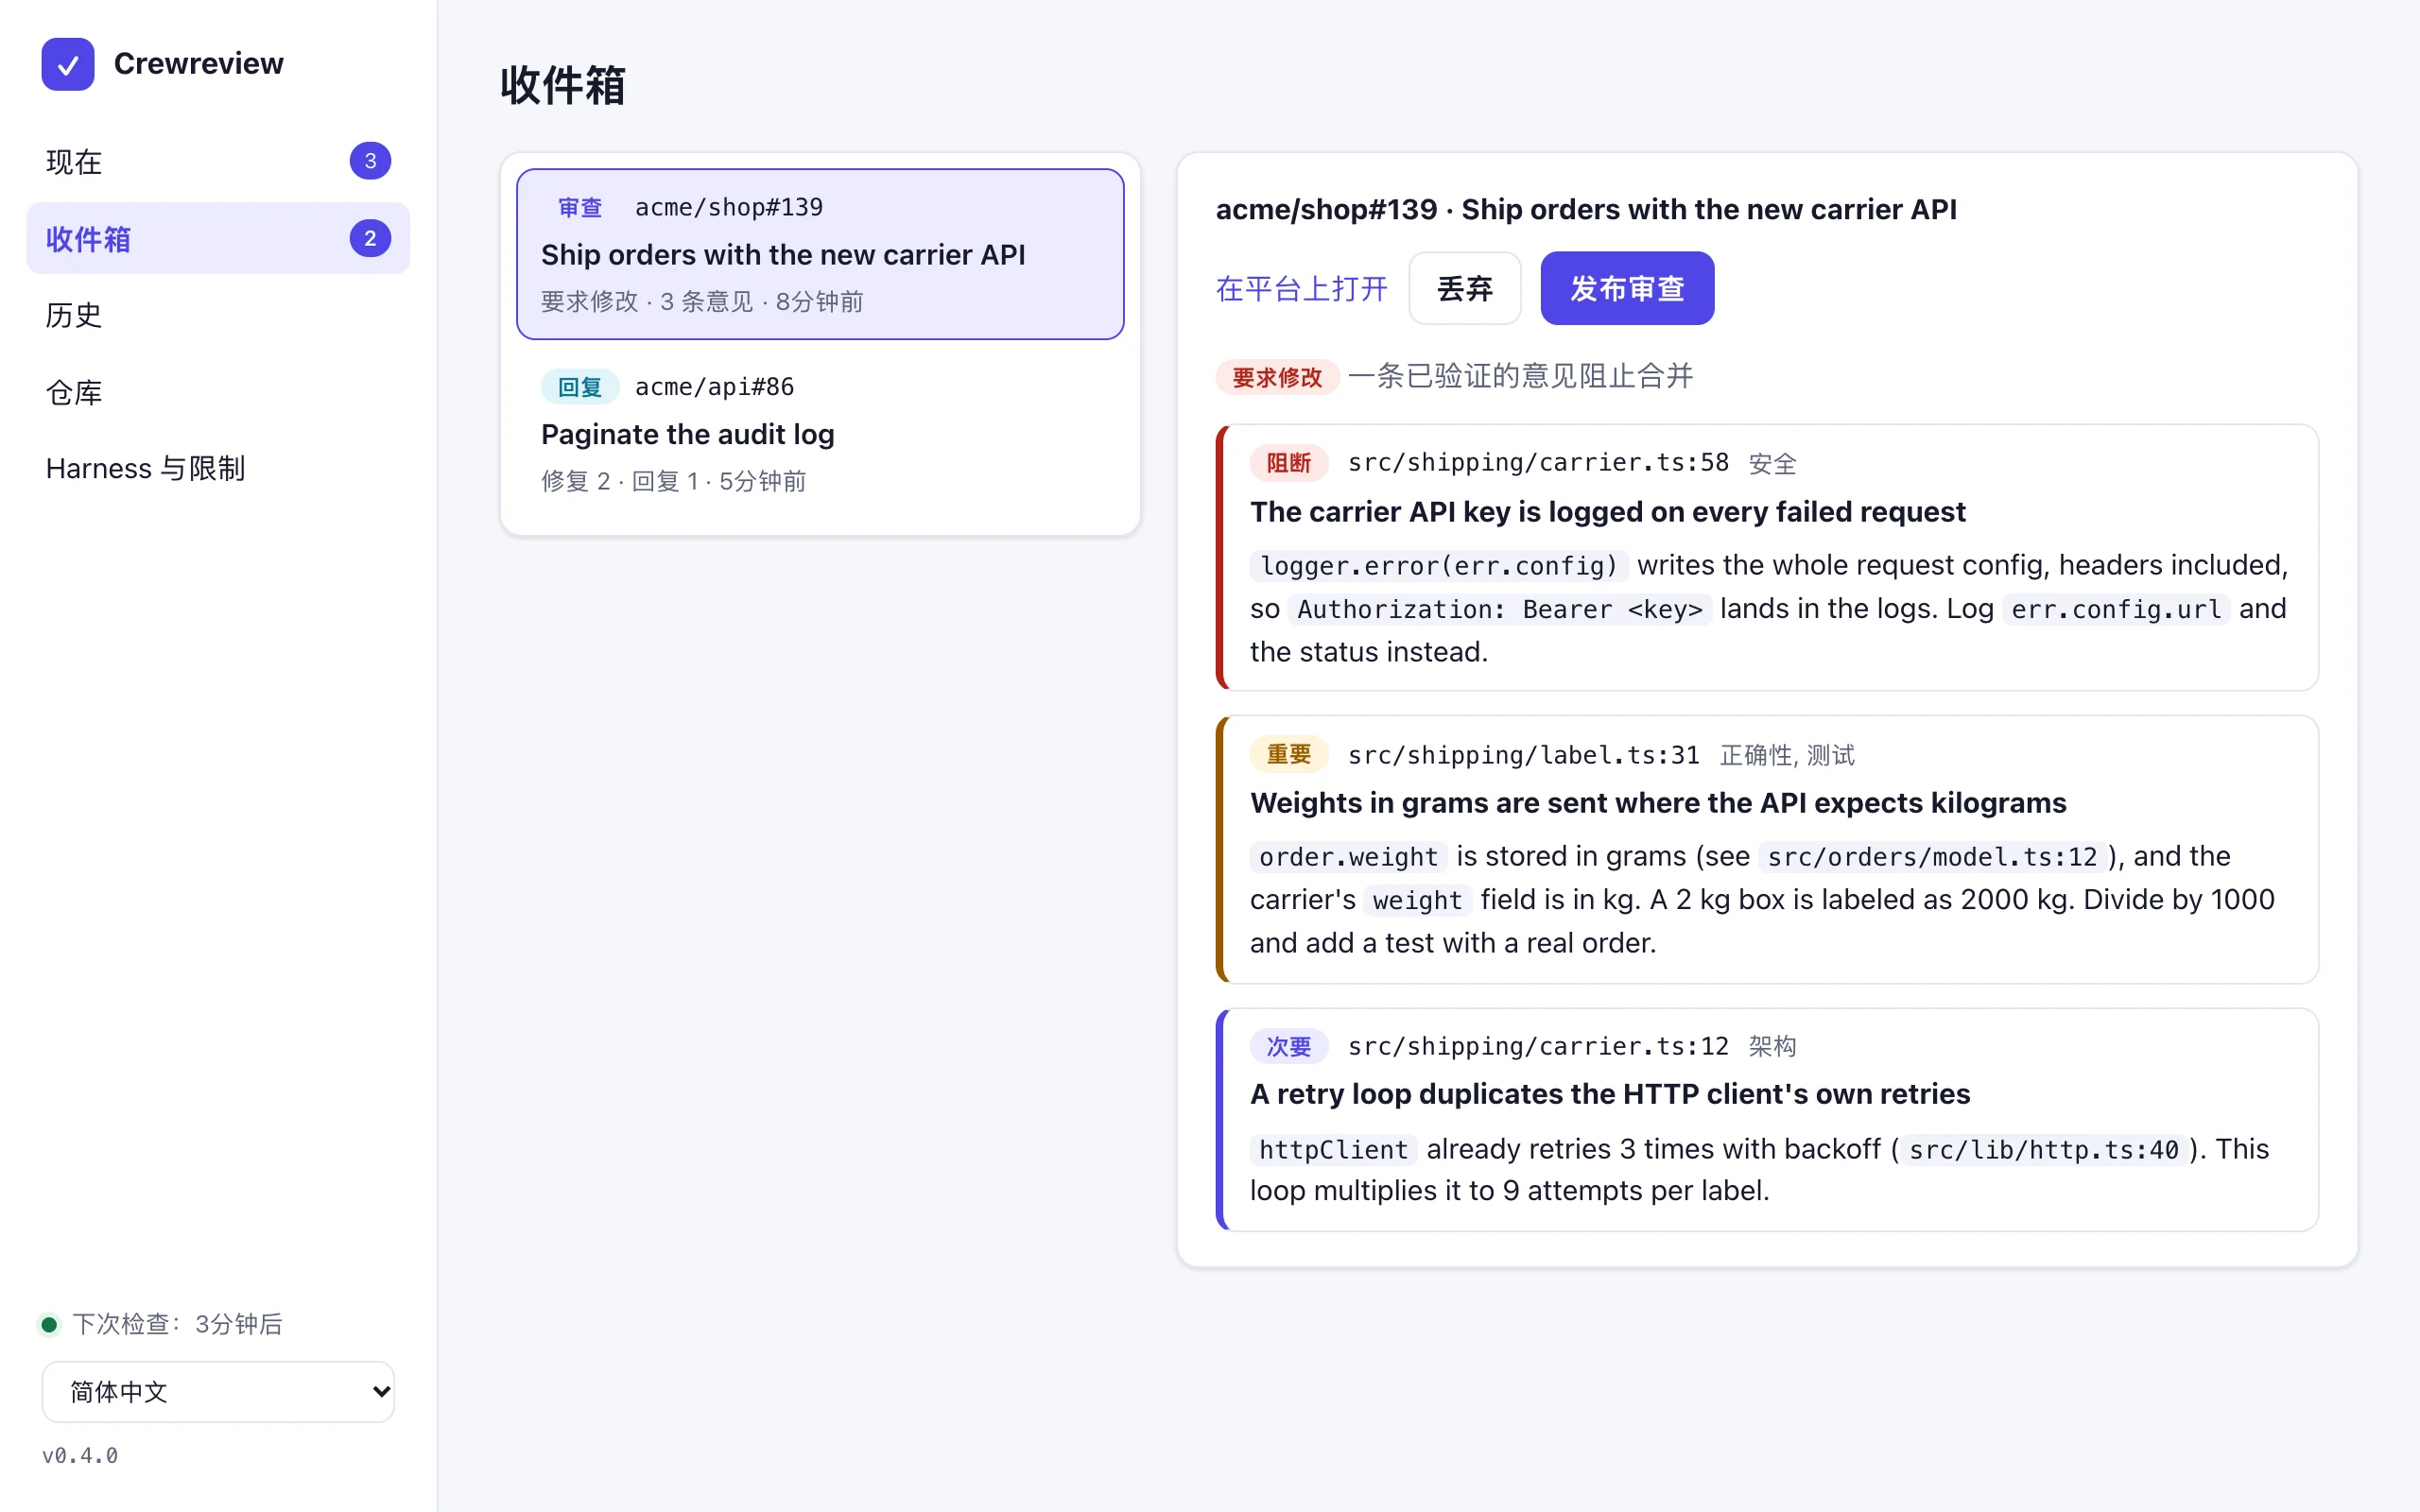 Crewreview
现在 3
收件箱 2
历史
仓库
Harness 与限制
下次检查：3分钟后
简体中文
v0.4.0
收件箱
审查 acme/shop#139
Ship orders with the new carrier API
要求修改 · 3 条意见 · 8分钟前
回复 acme/api#86
Paginate the audit log
修复 2 · 回复 1 · 5分钟前
acme/shop#139 · Ship orders with the new carrier API
在平台上打开 丢弃 发布审查
要求修改 一条已验证的意见阻止合并
阻断 src/shipping/carrier.ts:58 安全
The carrier API key is logged on every failed request
logger.error(err.config) writes the whole request config, headers included,
so Authorization: Bearer <key> lands in the logs. Log err.config.url and
the status instead.
重要 src/shipping/label.ts:31 正确性, 测试
Weights in grams are sent where the API expects kilograms
order.weight is stored in grams (see src/orders/model.ts:12), and the
carrier's weight field is in kg. A 2 kg box is labeled as 2000 kg. Divide by 1000
and add a test with a real order.
次要 src/shipping/carrier.ts:12 架构
A retry loop duplicates the HTTP client's own retries
httpClient already retries 3 times with backoff (src/lib/http.ts:40). This
loop multiplies it to 9 attempts per label.